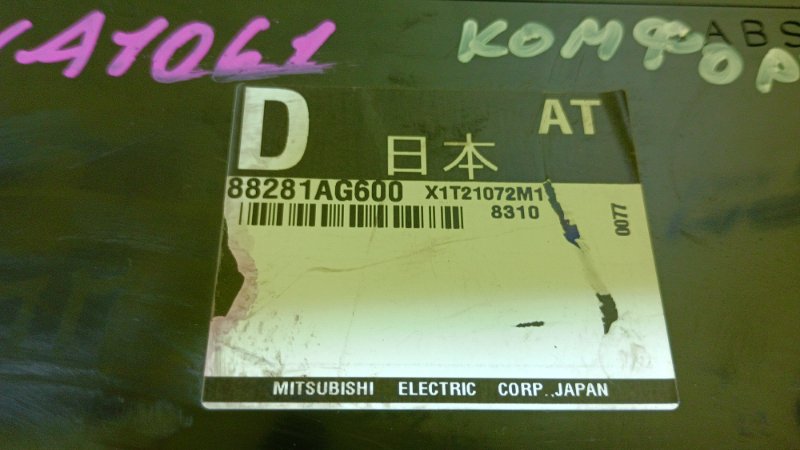 A1061
КОМФОР
ABS
D
AT
日本
88281AG600 X1T21072M1
8310
0077
MITSUBISHI ELECTRIC CORP.,JAPAN